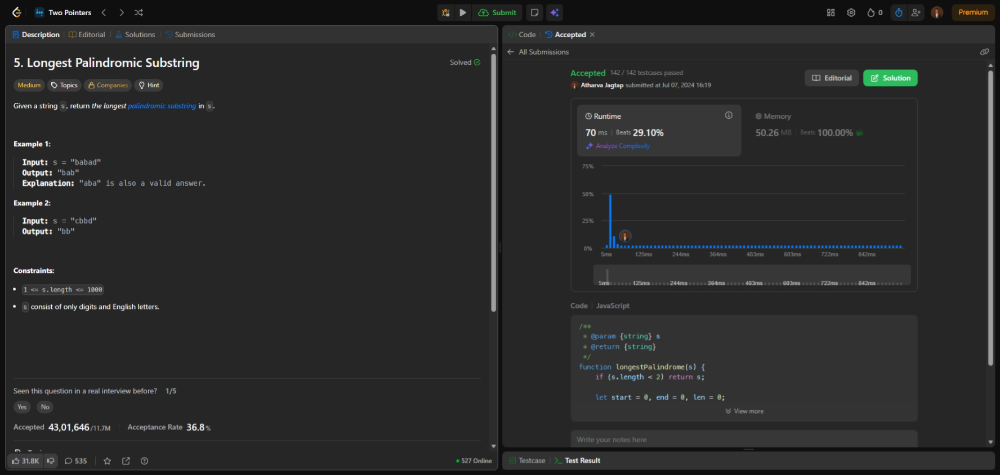 Two Pointers
Submit
0
Premium
Description
Editorial
Solutions
Submissions
5. Longest Palindromic Substring
Solved
Medium
Topics
Companies
Hint
Given a string s, return the longest palindromic substring in s.
Example 1:
Input: s = "babad"
Output: "bab"
Explanation: "aba" is also a valid answer.
Example 2:
Input: s = "cbbd"
Output: "bb"
Constraints:
1 <= s.length <= 1000
s consist of only digits and English letters.
Seen this question in a real interview before? 1/5
Yes No
Accepted 43,01,646/11.7M Acceptance Rate 36.8%
31.8K
535
527 Online
Code
Accepted
All Submissions
Accepted 142 / 142 testcases passed
Atharva Jagtap submitted at Jul 07, 2024 16:19
Editorial
Solution
Runtime
70 ms Beats 29.10%
Analyze Complexity
Memory
50.26 MB Beats 100.00%
75%
50%
25%
0%
5ms 125ms 244ms 364ms 483ms 603ms 722ms 842ms
5ms 125ms 244ms 364ms 483ms 603ms 722ms 842ms
Code JavaScript
/**
* @param {string} s
* @return {string}
*/
function longestPalindrome(s) {
if (s.length < 2) return s;
let start = 0, end = 0, len = 0;
View more
Write your notes here
Testcase
Test Result